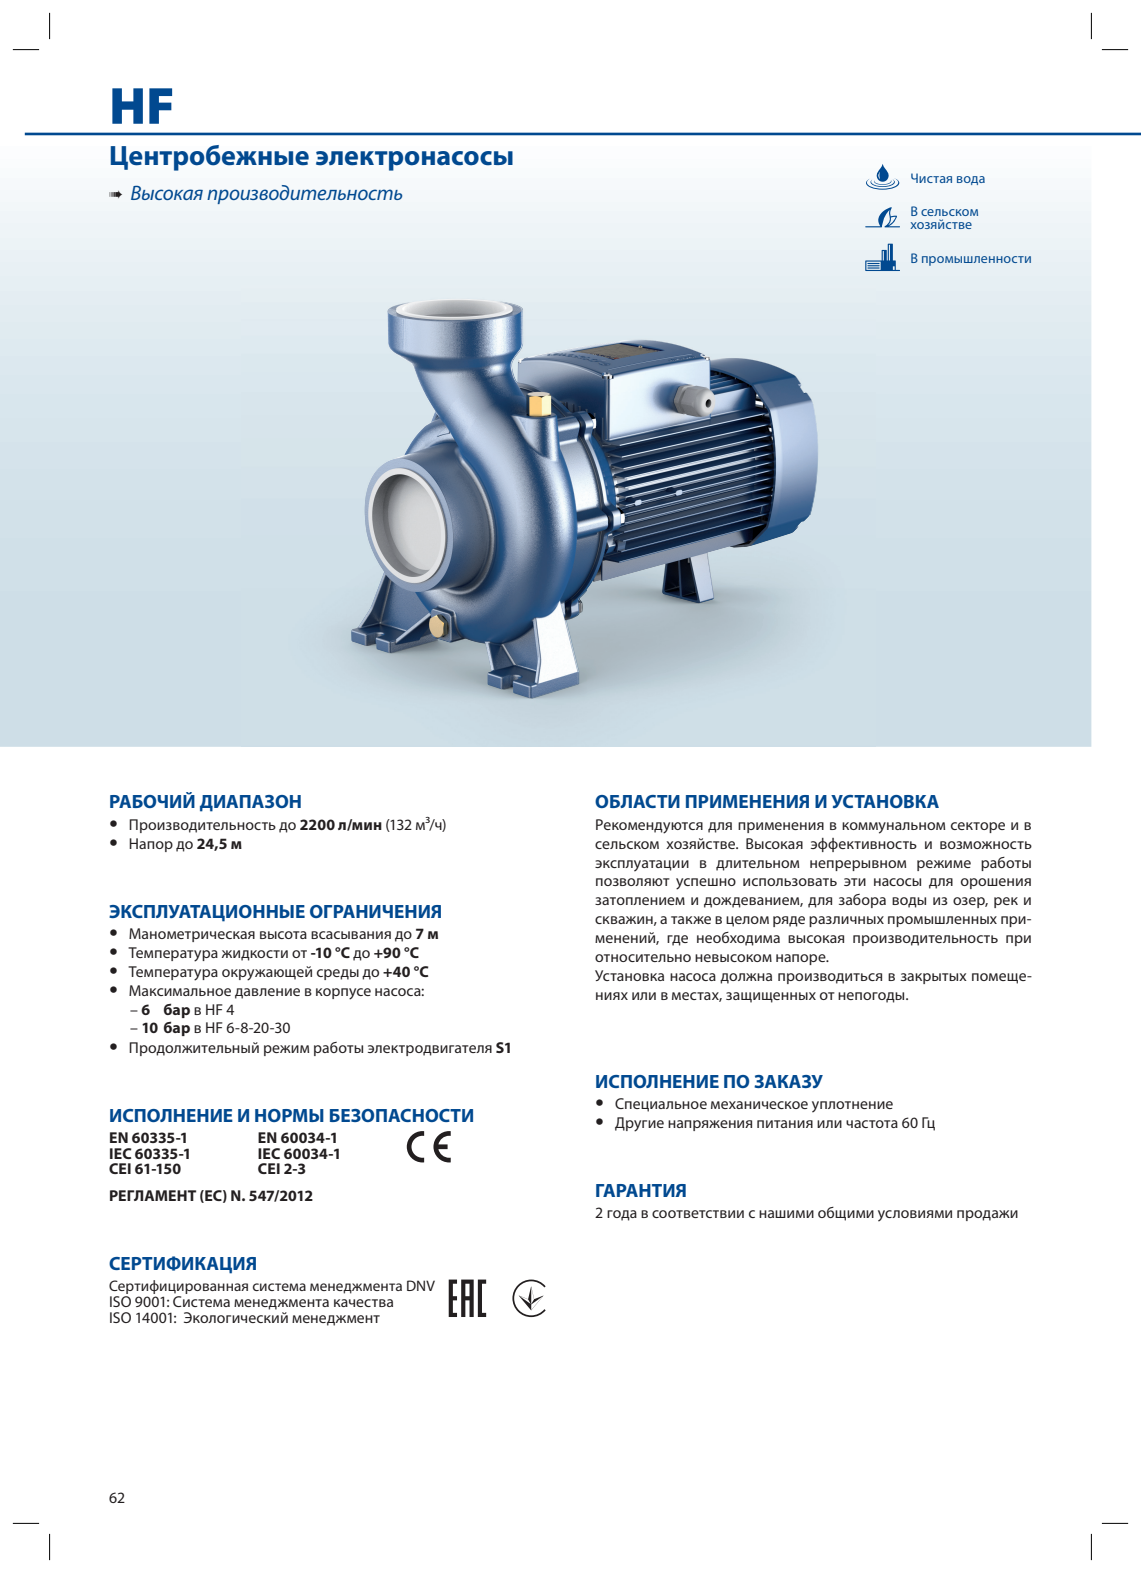 HF
Центробежные электронасосы
Высокая производительность
Чистая вода
В сельском
хозяйстве
В промышленности
РАБОЧИЙ ДИАПАЗОН
• Производительность до 2200 л/мин (132 м³/ч)
• Напор до 24,5 м
ЭКСПЛУАТАЦИОННЫЕ ОГРАНИЧЕНИЯ
• Манометрическая высота всасывания до 7 м
• Температура жидкости от -10 °C до +90 °C
• Температура окружающей среды до +40 °C
• Максимальное давление в корпусе насоса:
– 6 бар в HF 4
– 10 бар в HF 6-8-20-30
• Продолжительный режим работы электродвигателя S1
ИСПОЛНЕНИЕ И НОРМЫ БЕЗОПАСНОСТИ
EN 60335-1 EN 60034-1
IEC 60335-1 IEC 60034-1
CEI 61-150 CEI 2-3
CE
РЕГЛАМЕНТ (ЕС) N. 547/2012
СЕРТИФИКАЦИЯ
Сертифицированная система менеджмента DNV
ISO 9001: Система менеджмента качества
ISO 14001: Экологический менеджмент
EAC
ОБЛАСТИ ПРИМЕНЕНИЯ И УСТАНОВКА
Рекомендуются для применения в коммунальном секторе и в
сельском хозяйстве. Высокая эффективность и возможность
эксплуатации в длительном непрерывном режиме работы
позволяют успешно использовать эти насосы для орошения
затоплением и дождеванием, для забора воды из озер, рек и
скважин, а также в целом ряде различных промышленных при-
менений, где необходима высокая производительность при
относительно невысоком напоре.
Установка насоса должна производиться в закрытых помеще-
ниях или в местах, защищенных от непогоды.
ИСПОЛНЕНИЕ ПО ЗАКАЗУ
• Специальное механическое уплотнение
• Другие напряжения питания или частота 60 Гц
ГАРАНТИЯ
2 года в соответствии с нашими общими условиями продажи
62